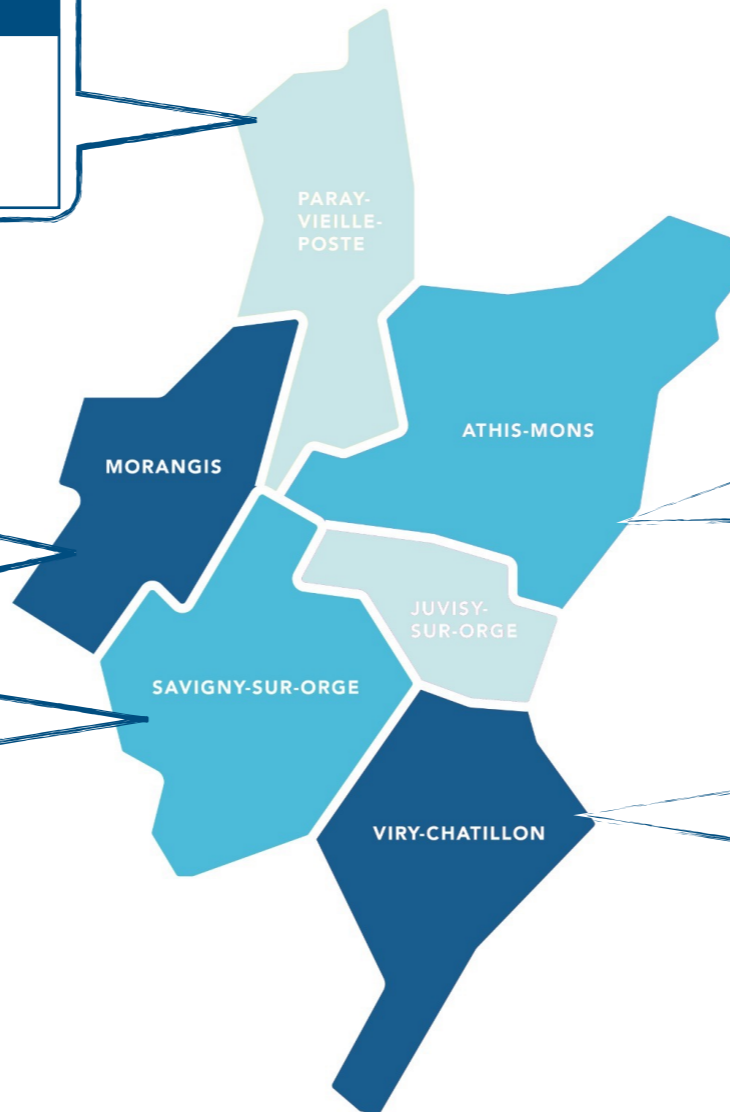 PARAY-
VIEILLE-
POSTE
ATHIS-MONS
MORANGIS
JUVISY-
SUR-ORGE
SAVIGNY-SUR-ORGE
VIRY-CHATILLON